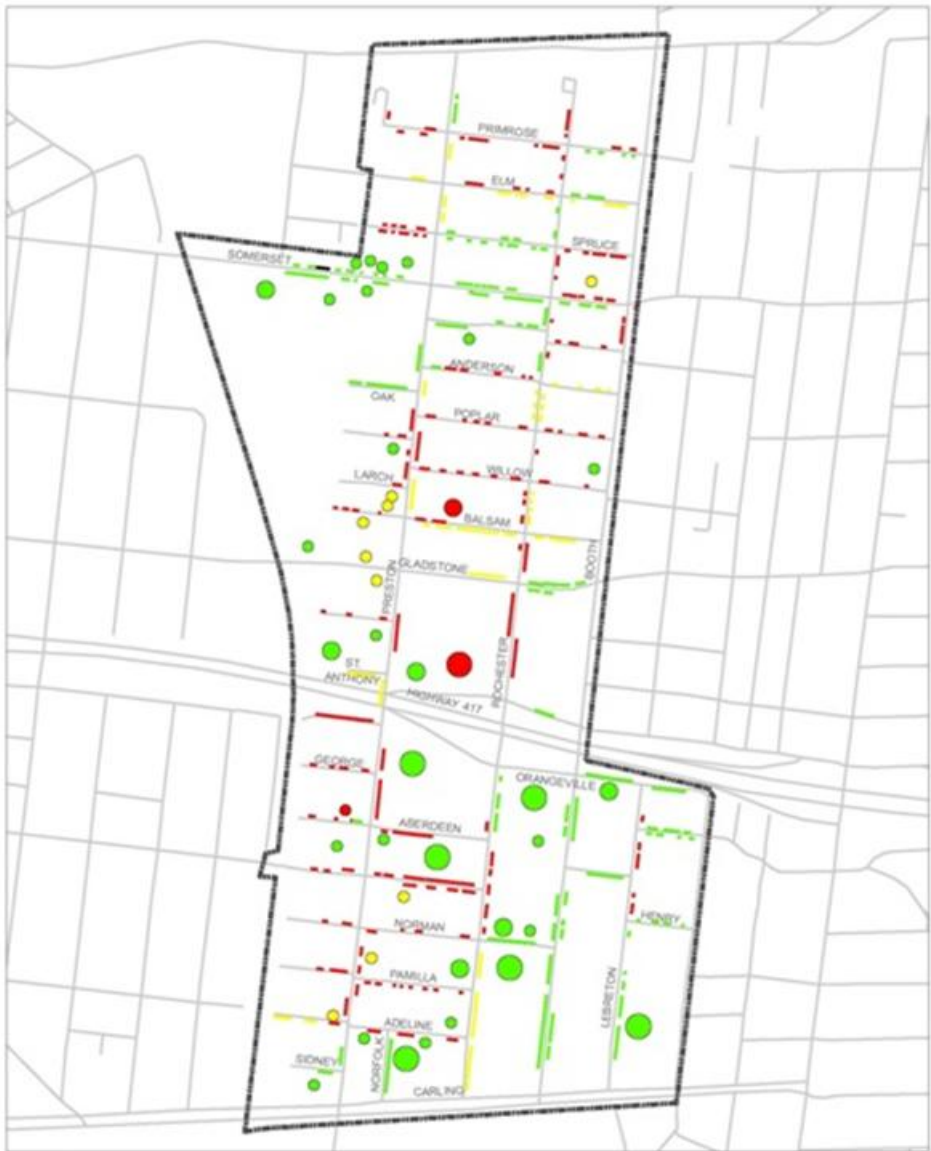 PRIMROSE
ELM
SPRUCE
SOMERSET
ANDERSON
OAK
POPLAR
WILLOW
LARCH
BALSAM
BOOTH
GLADSTONE
PRESTON
ROCHESTER
ST.
ANTHONY
HIGHWAY 417
GEORGE
ORANGEVILLE
ABERDEEN
HENRY
NORMAN
PAMILLA
LEBRETON
ADELINE
SIDNEY
NORFOLK
CARLING